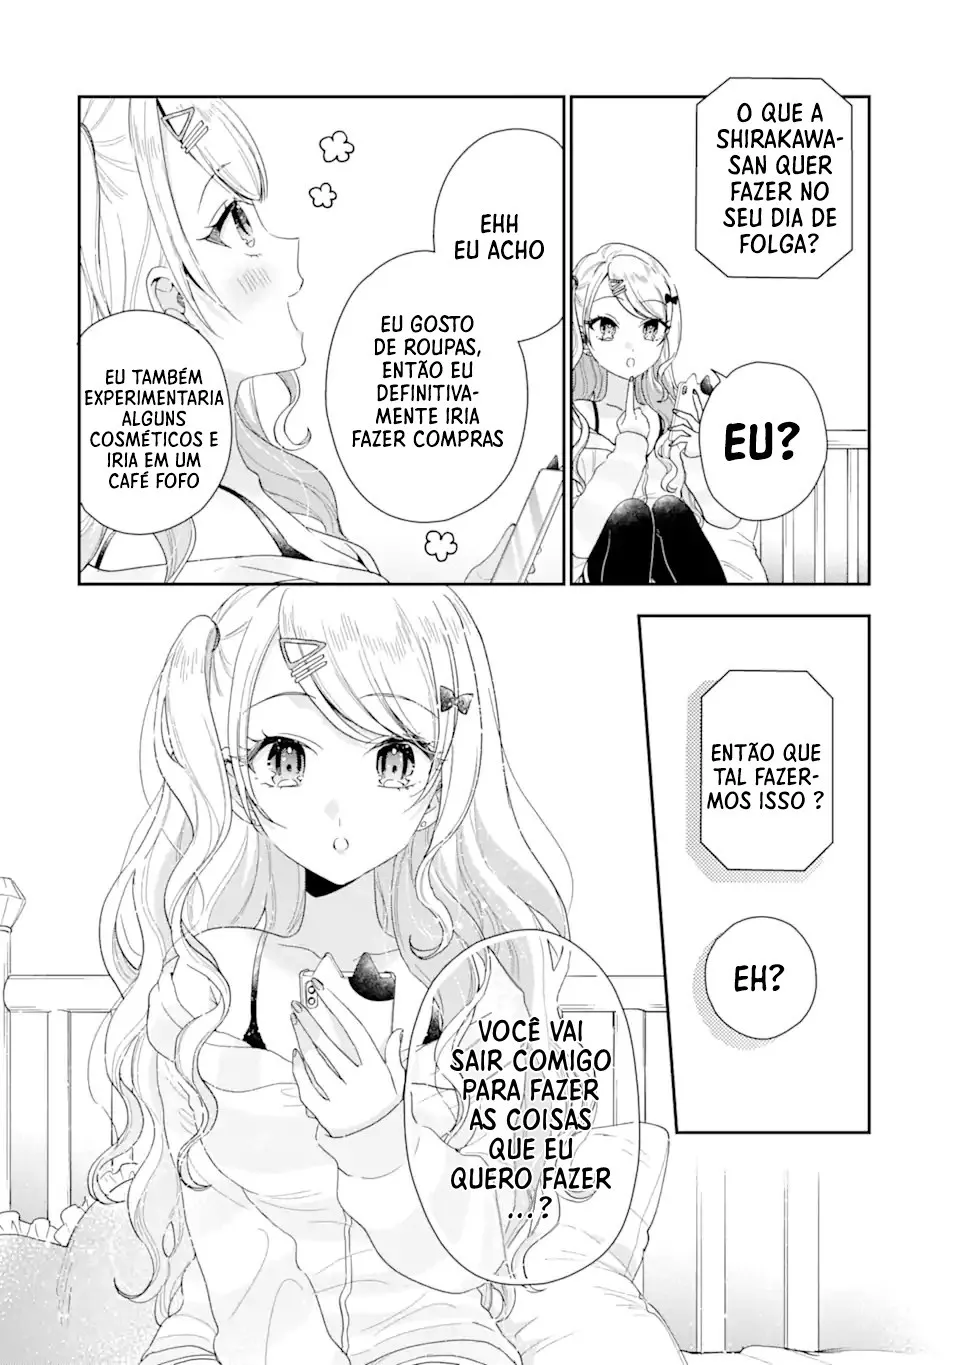 O QUE A
SHIRAKAWA-
SAN QUER
FAZER NO
SEU DIA DE
FOLGA?
EU?
EHH
EU ACHO
EU GOSTO
DE ROUPAS,
ENTÃO EU
DEFINITIVA-
MENTE IRIA
FAZER COMPRAS
EU TAMBÉM
EXPERIMENTARIA
ALGUNS
COSMÉTICOS E
IRIA EM UM
CAFÉ FOFO
ENTÃO QUE
TAL FAZER-
MOS ISSO ?
EH?
VOCÊ VAI
SAIR COMIGO
PARA FAZER
AS COISAS
QUE EU
QUERO FAZER
...?